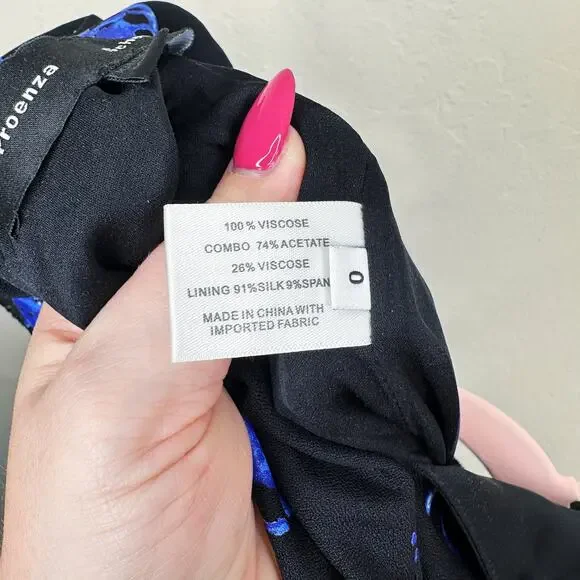 Proenza
100% VISCOSE
COMBO 74% ACETATE
26% VISCOSE
LINING 91%SILK 9%SPAN
MADE IN CHINA WITH
IMPORTED FABRIC
0